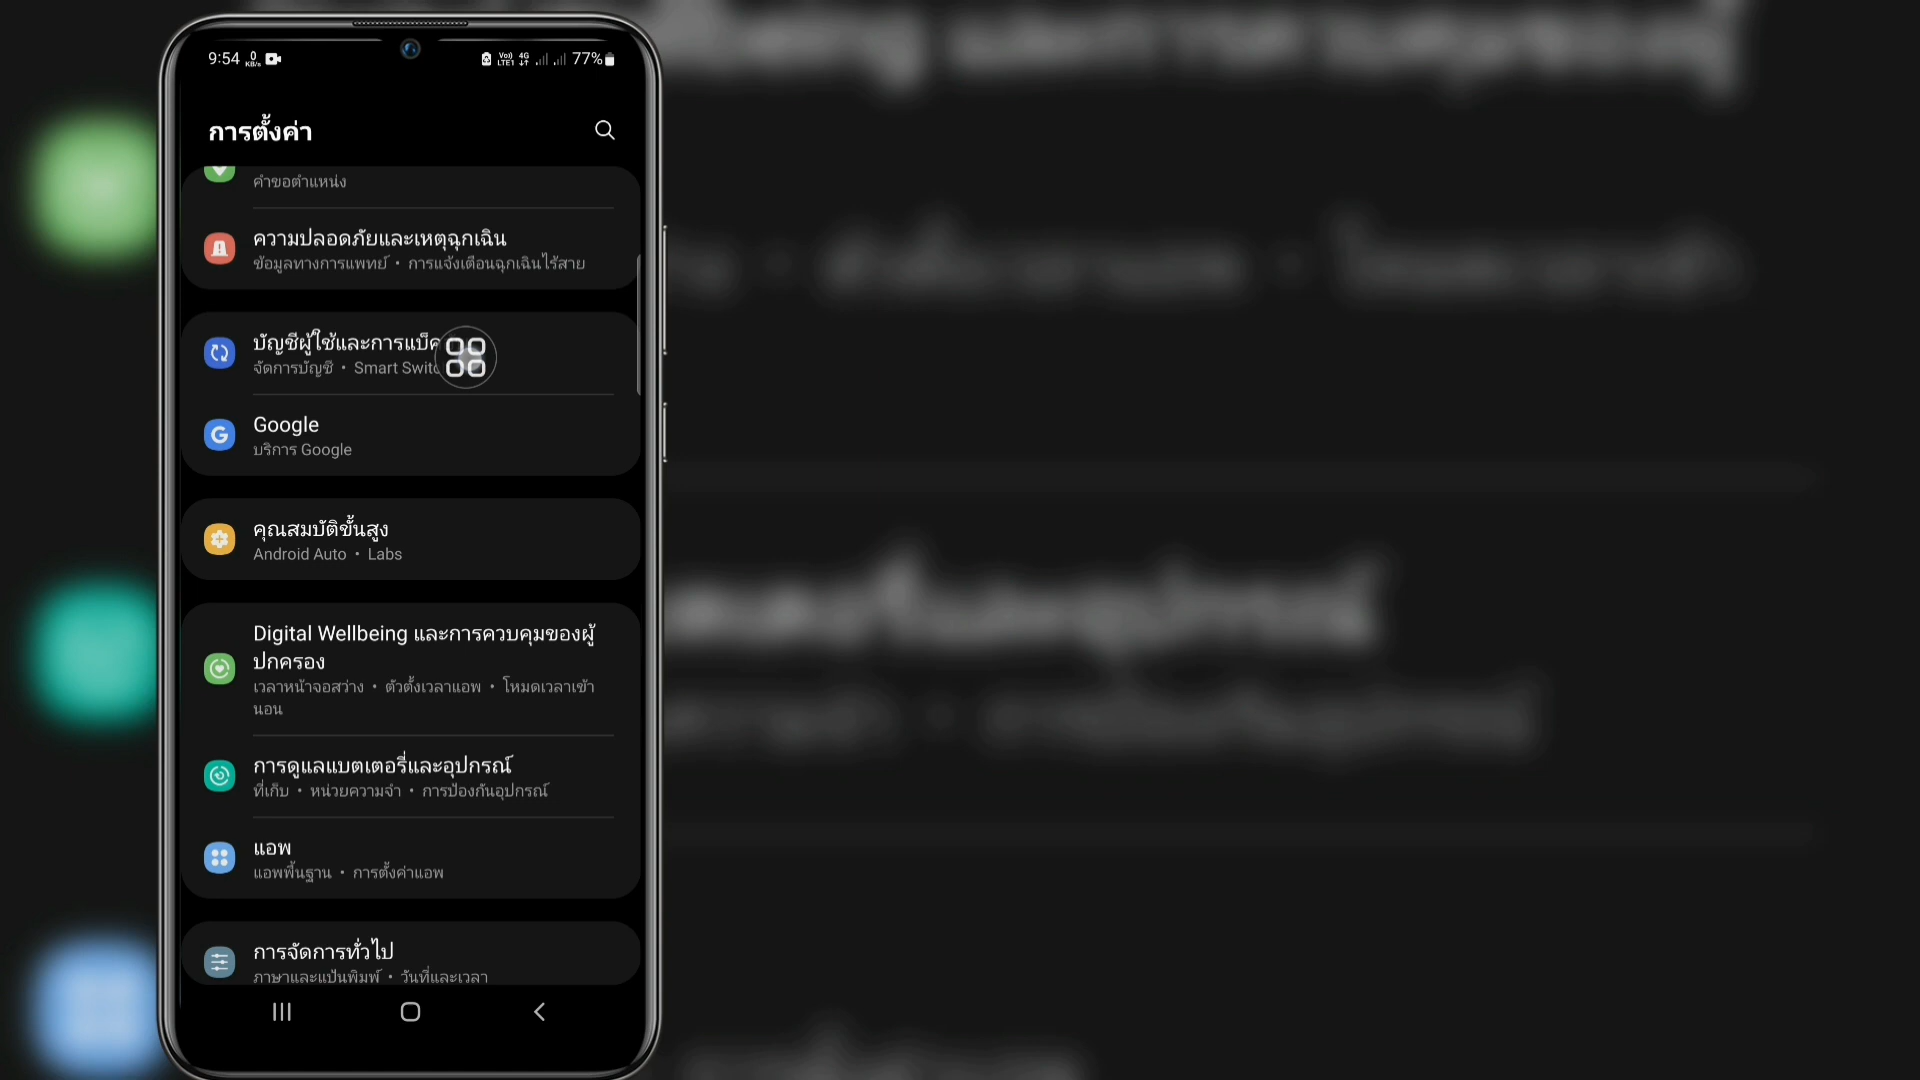 9:54 0 KB/s Vo)) LTE1 4G 77%
การตั้งค่า
คำขอตำแหน่ง
ความปลอดภัยและเหตุฉุกเฉิน
ข้อมูลทางการแพทย์ • การแจ้งเตือนฉุกเฉินไร้สาย
บัญชีผู้ใช้และการแบ็ค
จัดการบัญชี • Smart Switc
Google
บริการ Google
คุณสมบัติขั้นสูง
Android Auto • Labs
Digital Wellbeing และการควบคุมของผู้
ปกครอง
เวลาหน้าจอสว่าง • ตัวตั้งเวลาแอพ • โหมดเวลาเข้า
นอน
การดูแลแบตเตอรี่และอุปกรณ์
ที่เก็บ • หน่วยความจำ • การป้องกันอุปกรณ์
แอพ
แอพพื้นฐาน • การตั้งค่าแอพ
การจัดการทั่วไป
ภาษาและแป้นพิมพ์ • วันที่และเวลา